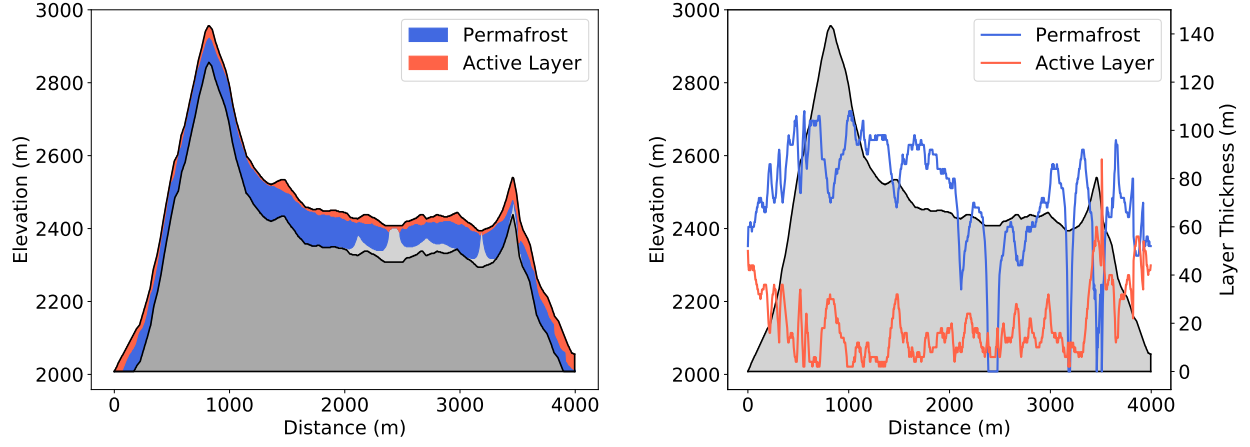 3000
2800
2600
2400
2200
2000
Elevation (m)
0 1000 2000 3000 4000
Distance (m)
Permafrost
Active Layer
3000
2800
2600
2400
2200
2000
Elevation (m)
0 1000 2000 3000 4000
Distance (m)
Permafrost
Active Layer
140
120
100
80
60
40
20
0
Layer Thickness (m)